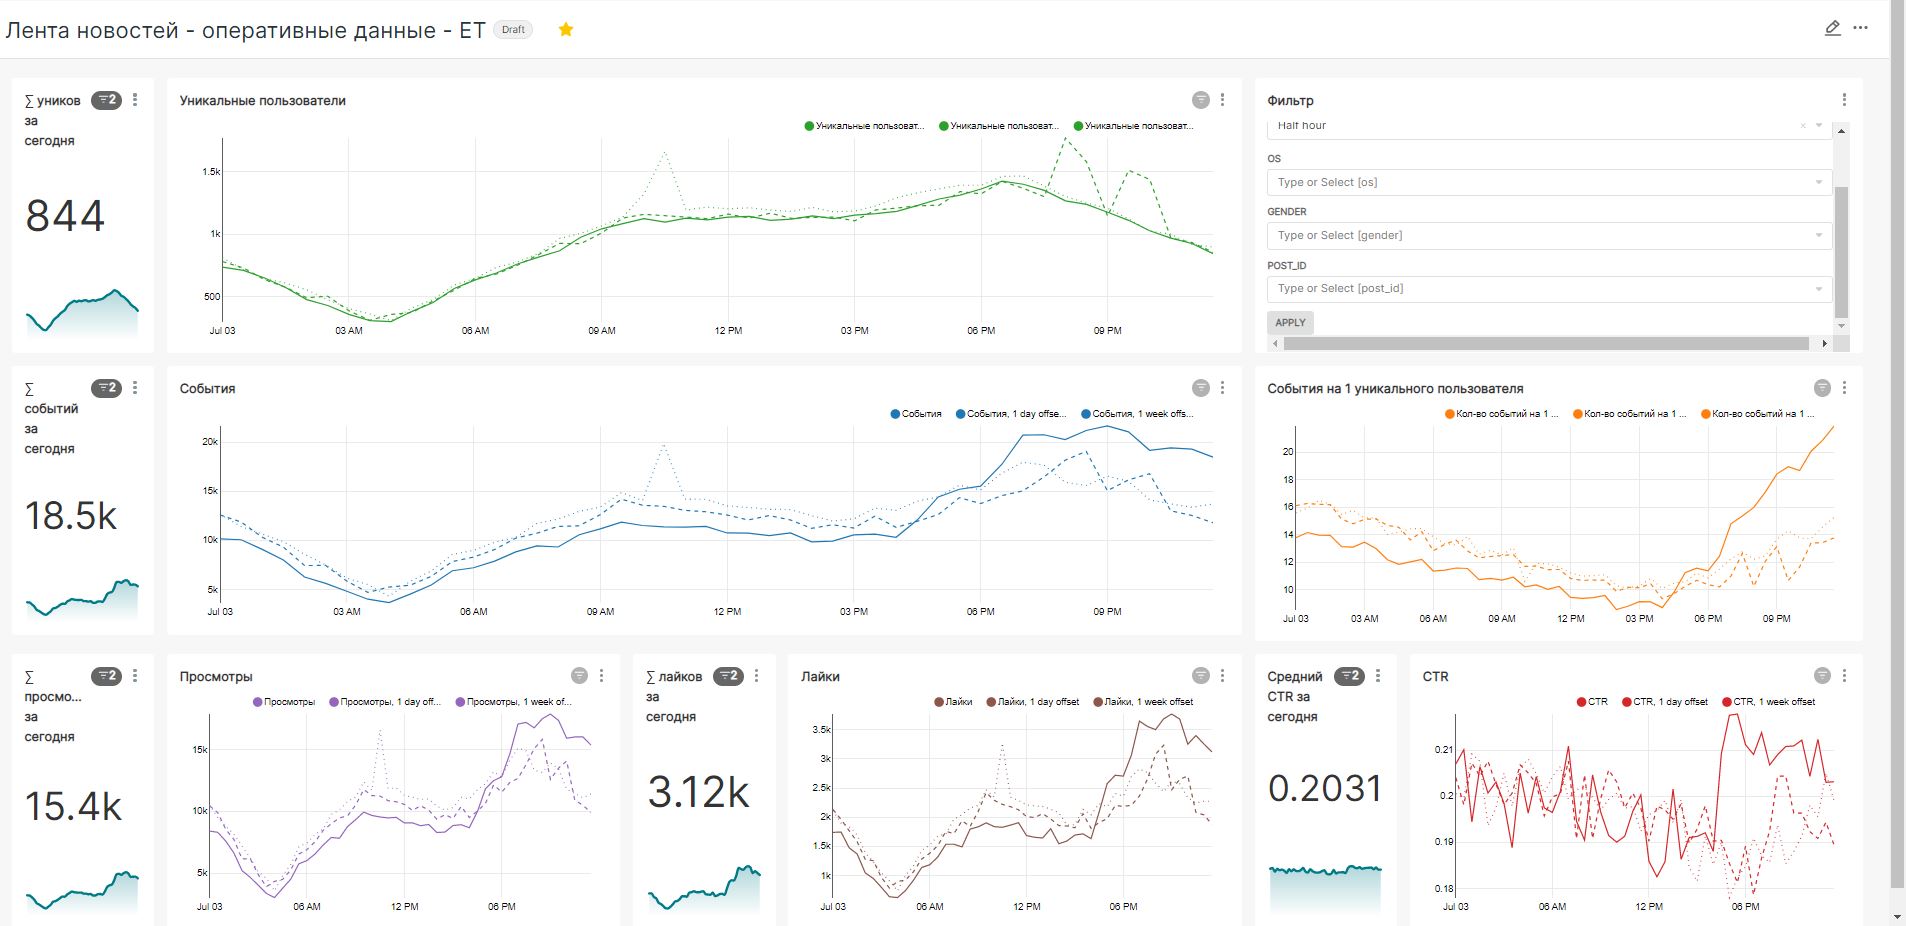 Лента новостей - оперативные данные - ET
Draft
∑ уников за сегодня
2
844
Уникальные пользователи
Уникальные пользоват...
Уникальные пользоват...
Уникальные пользоват...
1.5k
1k
500
Jul 03
03 AM
06 AM
09 AM
12 PM
03 PM
06 PM
09 PM
Фильтр
Half hour
×
OS
Type or Select [os]
GENDER
Type or Select [gender]
POST_ID
Type or Select [post_id]
APPLY
∑ событий за сегодня
2
18.5k
События
События
События, 1 day offse...
События, 1 week offs...
20k
15k
10k
5k
Jul 03
03 AM
06 AM
09 AM
12 PM
03 PM
06 PM
09 PM
События на 1 уникального пользователя
Кол-во событий на 1 ...
Кол-во событий на 1 ...
Кол-во событий на 1 ...
20
18
16
14
12
10
Jul 03
03 AM
06 AM
09 AM
12 PM
03 PM
06 PM
09 PM
∑ просмо... за сегодня
2
15.4k
Просмотры
Просмотры
Просмотры, 1 day off...
Просмотры, 1 week of...
15k
10k
5k
Jul 03
06 AM
12 PM
06 PM
∑ лайков за сегодня
2
3.12k
Лайки
Лайки
Лайки, 1 day offset
Лайки, 1 week offset
3.5k
3k
2.5k
2k
1.5k
1k
Jul 03
06 AM
12 PM
06 PM
Средний CTR за сегодня
2
0.2031
CTR
CTR
CTR, 1 day offset
CTR, 1 week offset
0.21
0.2
0.19
0.18
Jul 03
06 AM
12 PM
06 PM